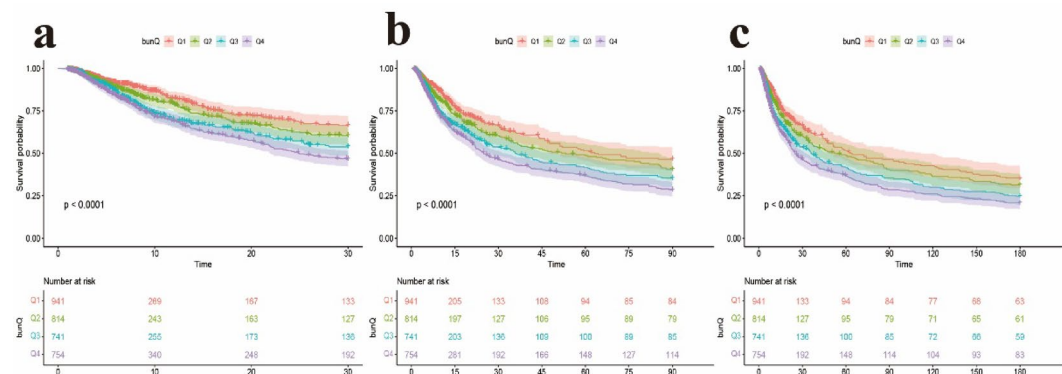 a
bunQ Q1 Q2 Q3 Q4
1.00
0.75
0.50
0.25
0.00
Survival porbability
p < 0.0001
0 10 20 30
Time
Number at risk
Q1 941 269 167 133
Q2 814 243 163 127
Q3 741 255 173 136
Q4 754 340 248 192
bunQ
0 10 20 30
b
bunQ Q1 Q2 Q3 Q4
1.00
0.75
0.50
0.25
0.00
Survival porbability
p < 0.0001
0 15 30 45 60 75 90
Time
Number at risk
Q1 941 205 133 108 94 85 84
Q2 814 197 127 106 95 89 79
Q3 741 203 136 109 100 89 85
Q4 754 281 192 166 148 127 114
bunQ
0 15 30 45 60 75 90
c
bunQ Q1 Q2 Q3 Q4
1.00
0.75
0.50
0.25
0.00
Survival porbability
p < 0.0001
0 30 60 90 120 150 180
Time
Number at risk
Q1 941 133 94 84 77 68 63
Q2 814 127 95 79 71 65 61
Q3 741 136 100 85 72 66 59
Q4 754 192 148 114 104 93 83
bunQ
0 30 60 90 120 150 180